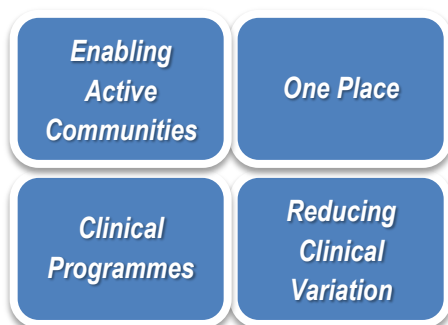 Enabling
Active
Communities
One Place
Clinical
Programmes
Reducing
Clinical
Variation